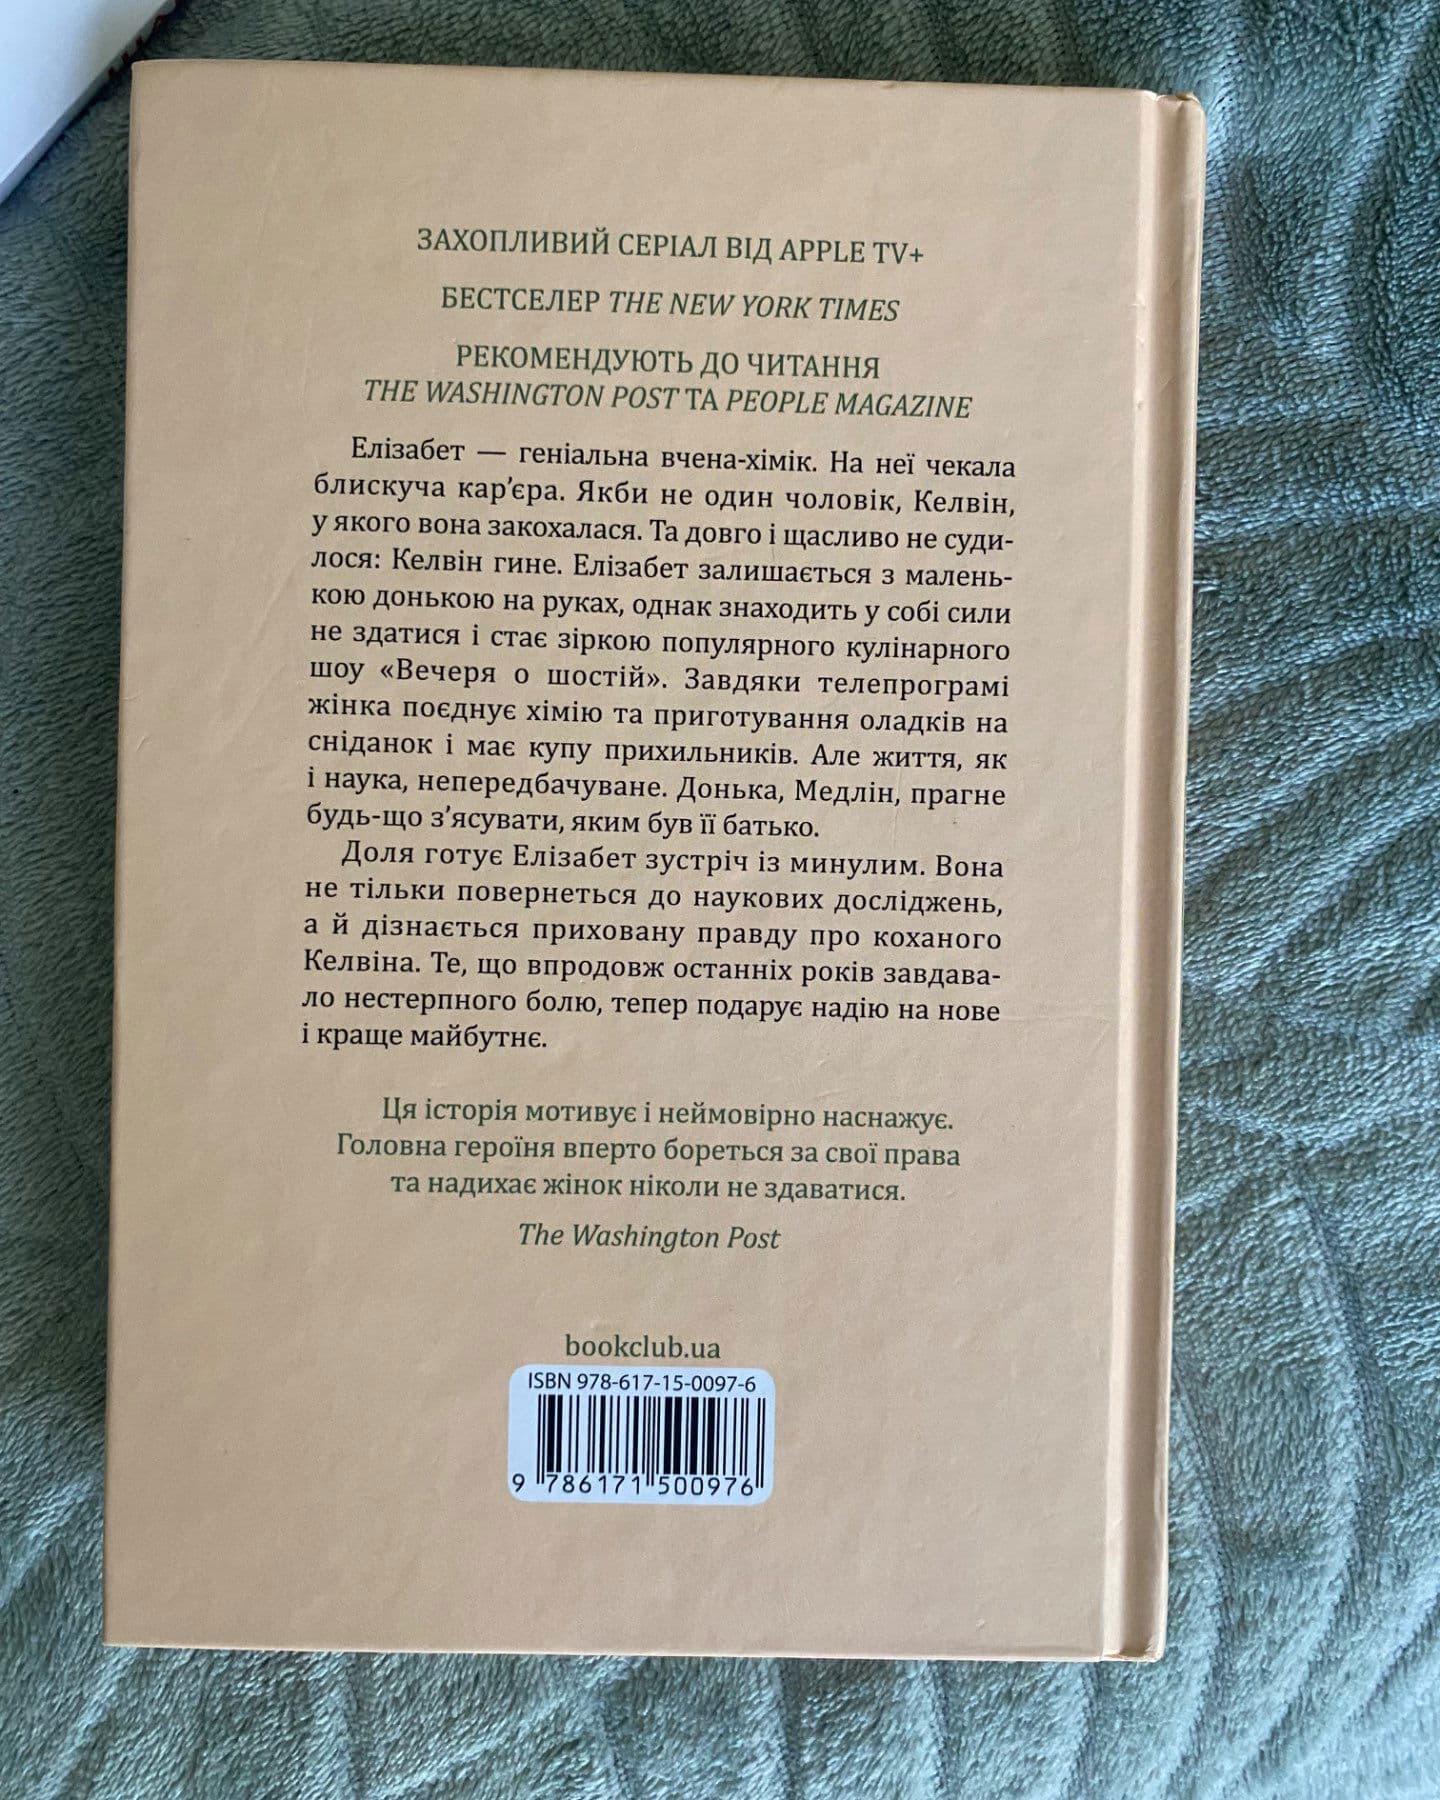 ЗАХОПЛИВИЙ СЕРІАЛ ВІД APPLE TV+
БЕСТСЕЛЕР THE NEW YORK TIMES
РЕКОМЕНДУЮТЬ ДО ЧИТАННЯ
THE WASHINGTON POST ТА PEOPLE MAGAZINE
Елізабет — геніальна вчена-хімік. На неї чекала
блискуча кар’єра. Якби не один чоловік, Келвін,
у якого вона закохалася. Та довго і щасливо не суди-
лося: Келвін гине. Елізабет залишається з малень-
кою донькою на руках, однак знаходить у собі сили
не здатися і стає зіркою популярного кулінарного
шоу «Вечеря о шостій». Завдяки телепрограмі
жінка поєднує хімію та приготування оладків на
сніданок і має купу прихильників. Але життя, як
і наука, непередбачуване. Донька, Медлін, прагне
будь-що з’ясувати, яким був її батько.
Доля готує Елізабет зустріч із минулим. Вона
не тільки повернеться до наукових досліджень,
а й дізнається приховану правду про коханого
Келвіна. Те, що впродовж останніх років завдава-
ло нестерпного болю, тепер подарує надію на нове
і краще майбутнє.
Ця історія мотивує і неймовірно наснажує.
Головна героїня вперто бореться за свої права
та надихає жінок ніколи не здаватися.
The Washington Post
bookclub.ua
ISBN 978-617-15-0097-6
9 786171 500976